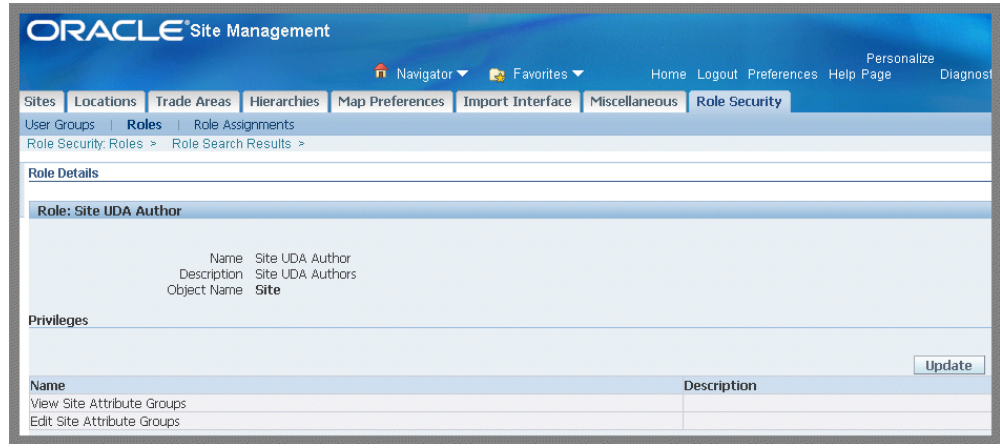 ORACLE Site Management
Personalize
Navigator Favorites Home Logout Preferences Help Page Diagnost
Sites Locations Trade Areas Hierarchies Map Preferences Import Interface Miscellaneous Role Security
User Groups | Roles | Role Assignments
Role Security: Roles > Role Search Results >
Role Details
Role: Site UDA Author
Name Site UDA Author
Description Site UDA Authors
Object Name Site
Privileges
Update
Name Description
View Site Attribute Groups
Edit Site Attribute Groups